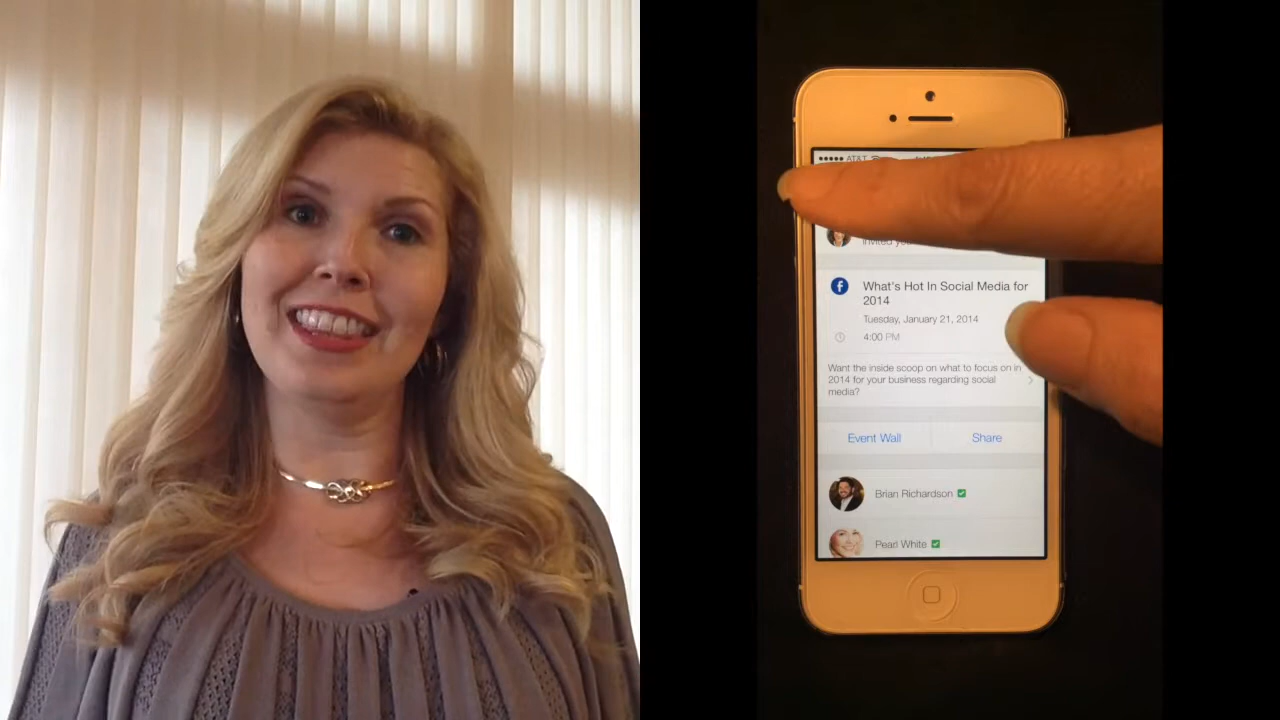 AT&T
invited
What's Hot In Social Media for
2014
Tuesday, January 21, 2014
4:00 PM
Want the inside scoop on what to focus on in
2014 for your business regarding social
media?
Event Wall
Share
Brian Richardson
Pearl White